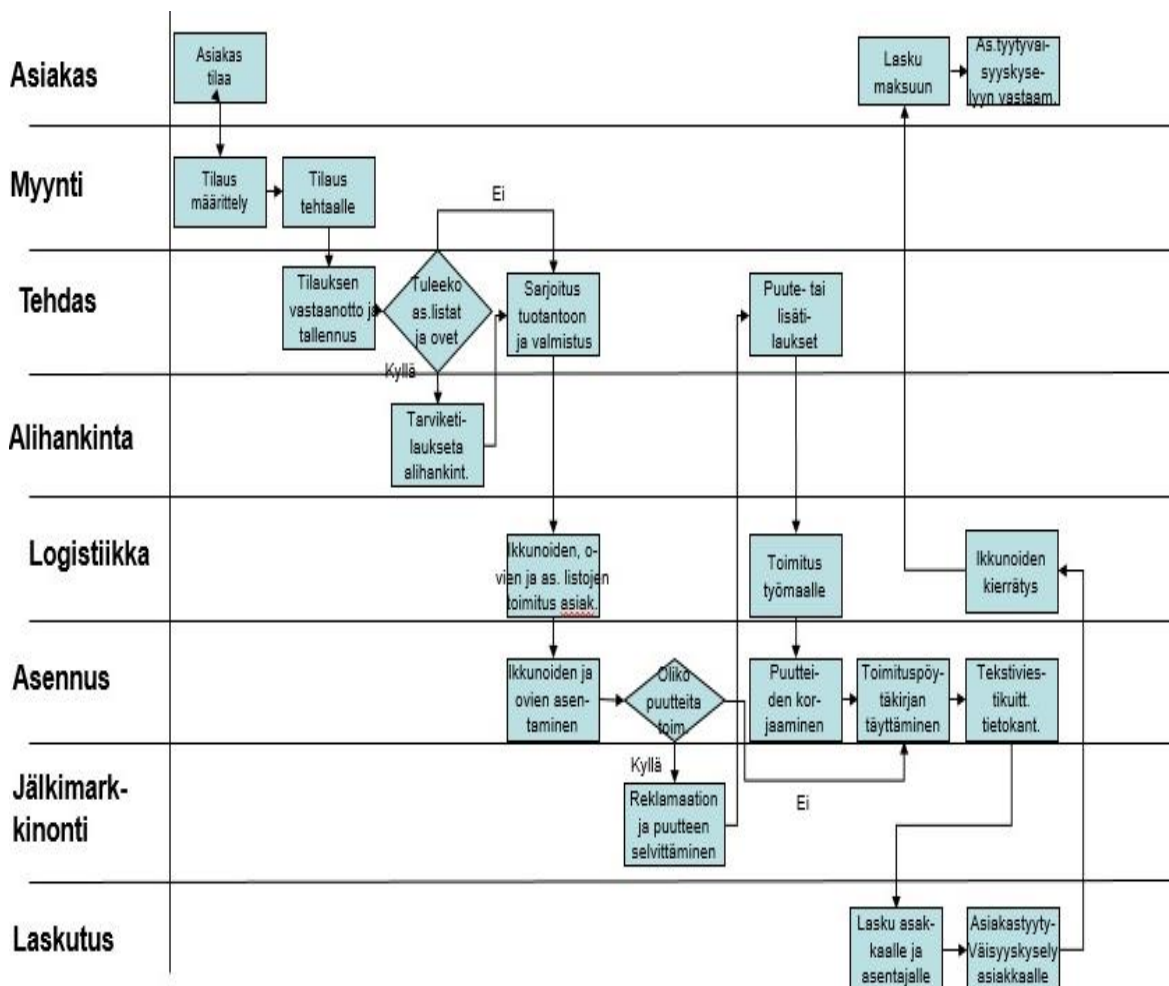 Asiakas
Asiakas
tilaa
Lasku
maksuun
As.tyytyväi-
syyskyse-
lyyn vastaam.
Myynti
Tilaus
määrittely
Tilaus
tehtaalle
Ei
Tehdas
Tilauksen
vastaanotto ja
tallennus
Tuleeko
as.listat
ja ovet
Sarjoitus
tuotantoon
ja valmistus
Puute- tai
lisäti-
laukset
Kyllä
Alihankinta
Tarviketi-
laukseta
alihankint.
Logistiikka
Ikkunoiden, o-
vien ja as. listojen
toimitus asiak.
Toimitus
työmaalle
Ikkunoiden
kierrätys
Asennus
Ikkunoiden ja
ovien asen-
taminen
Oliko
puutteita
toim.
Puuttei-
den kor-
jaaminen
Toimituspöy-
täkirjan
täyttäminen
Tekstivies-
tikuitt.
tietokant.
Kyllä
Ei
Jälkimark-
kinonti
Reklamaation
ja puutteen
selvittäminen
Laskutus
Lasku asak-
kaalle ja
asentajalle
Asiakastyyty-
Väisyyskysely
asiakkaalle